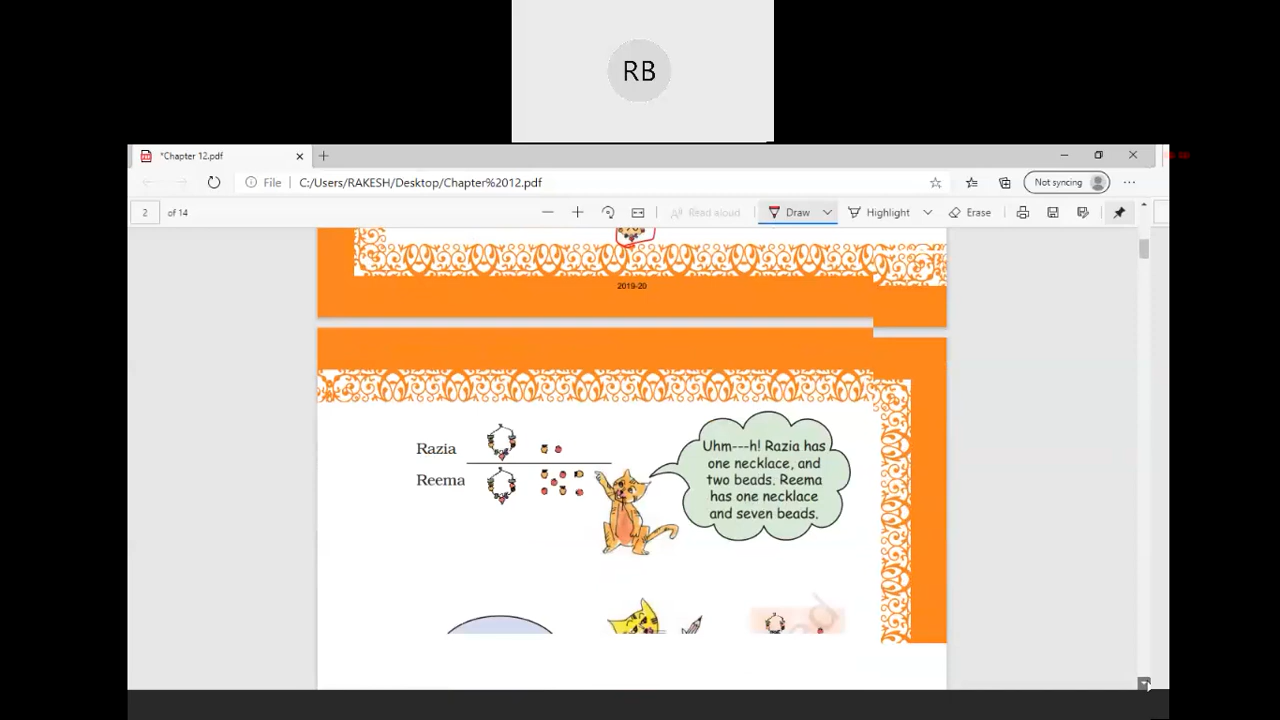 RB
*Chapter 12.pdf
File C:/Users/RAKESH/Desktop/Chapter%2012.pdf Not syncing
2 of 14 Read aloud Draw Highlight Erase
2019-20
Razia
Reema
Uhm---h! Razia has
one necklace, and
two beads. Reema
has one necklace
and seven beads.